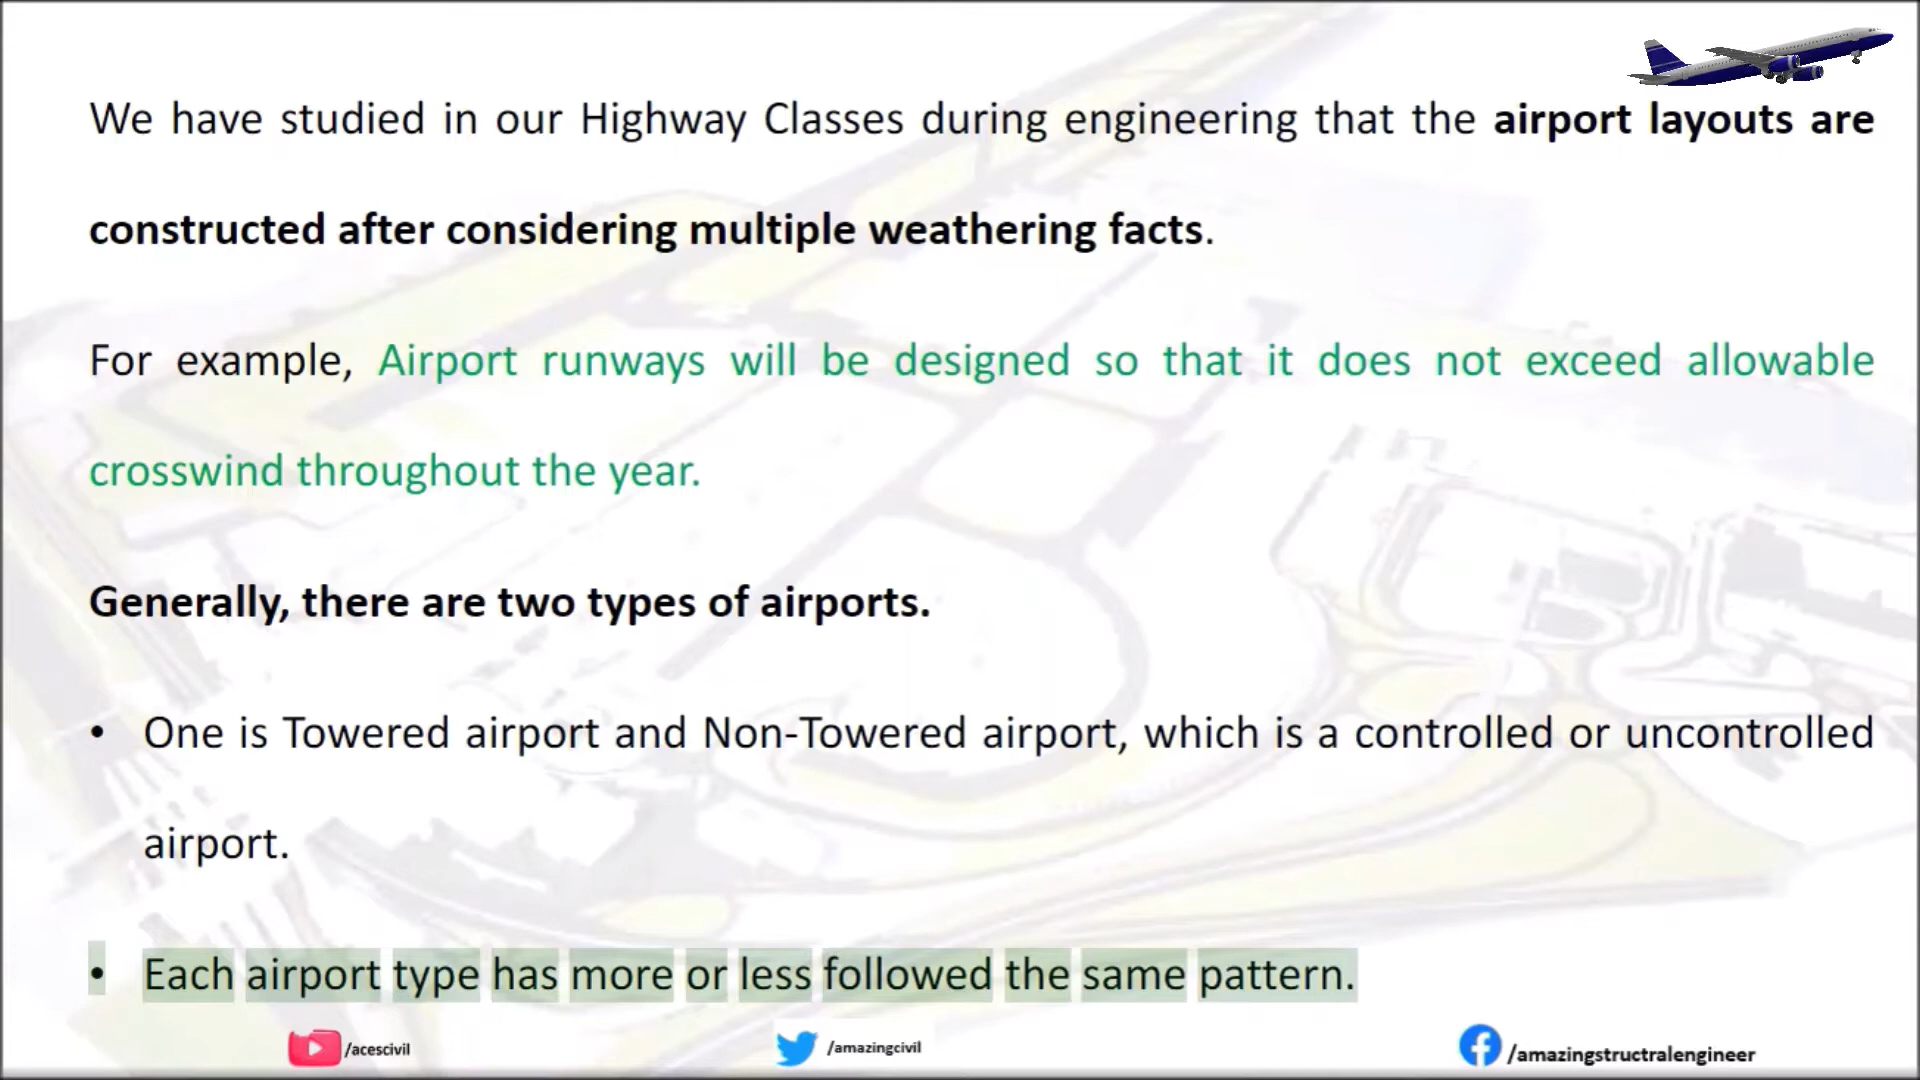 We have studied in our Highway Classes during engineering that the airport layouts are
constructed after considering multiple weathering facts.
For example, Airport runways will be designed so that it does not exceed allowable
crosswind throughout the year.
Generally, there are two types of airports.
• One is Towered airport and Non-Towered airport, which is a controlled or uncontrolled
airport.
• Each airport type has more or less followed the same pattern.
/acescivil
/amazingcivil
/amazingstructralengineer